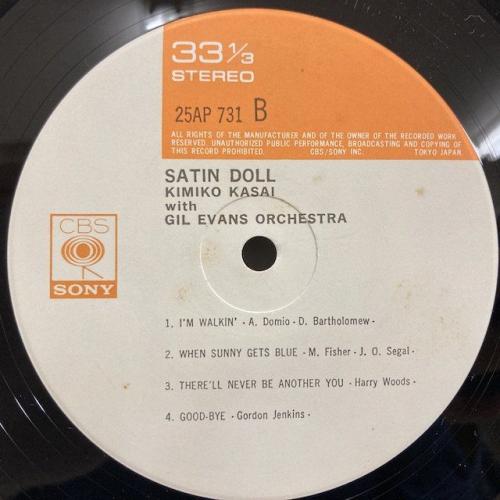 33 1/3
STEREO
25AP 731 B
ALL RIGHTS OF THE MANUFACTURER AND OF THE OWNER OF THE RECORDED WORK
RESERVED. UNAUTHORIZED PUBLIC PERFORMANCE, BROADCASTING AND COPYING OF
THIS RECORD PROHIBITED. CBS/SONY INC. TOKYO JAPAN
SATIN DOLL
KIMIKO KASAI
with
GIL EVANS ORCHESTRA
CBS
SONY
1. I'M WALKIN' • A. Domio • D. Bartholomew •
2. WHEN SUNNY GETS BLUE • M. Fisher • J. O. Segal •
3. THERE'LL NEVER BE ANOTHER YOU • Harry Woods •
4. GOOD-BYE • Gordon Jenkins •